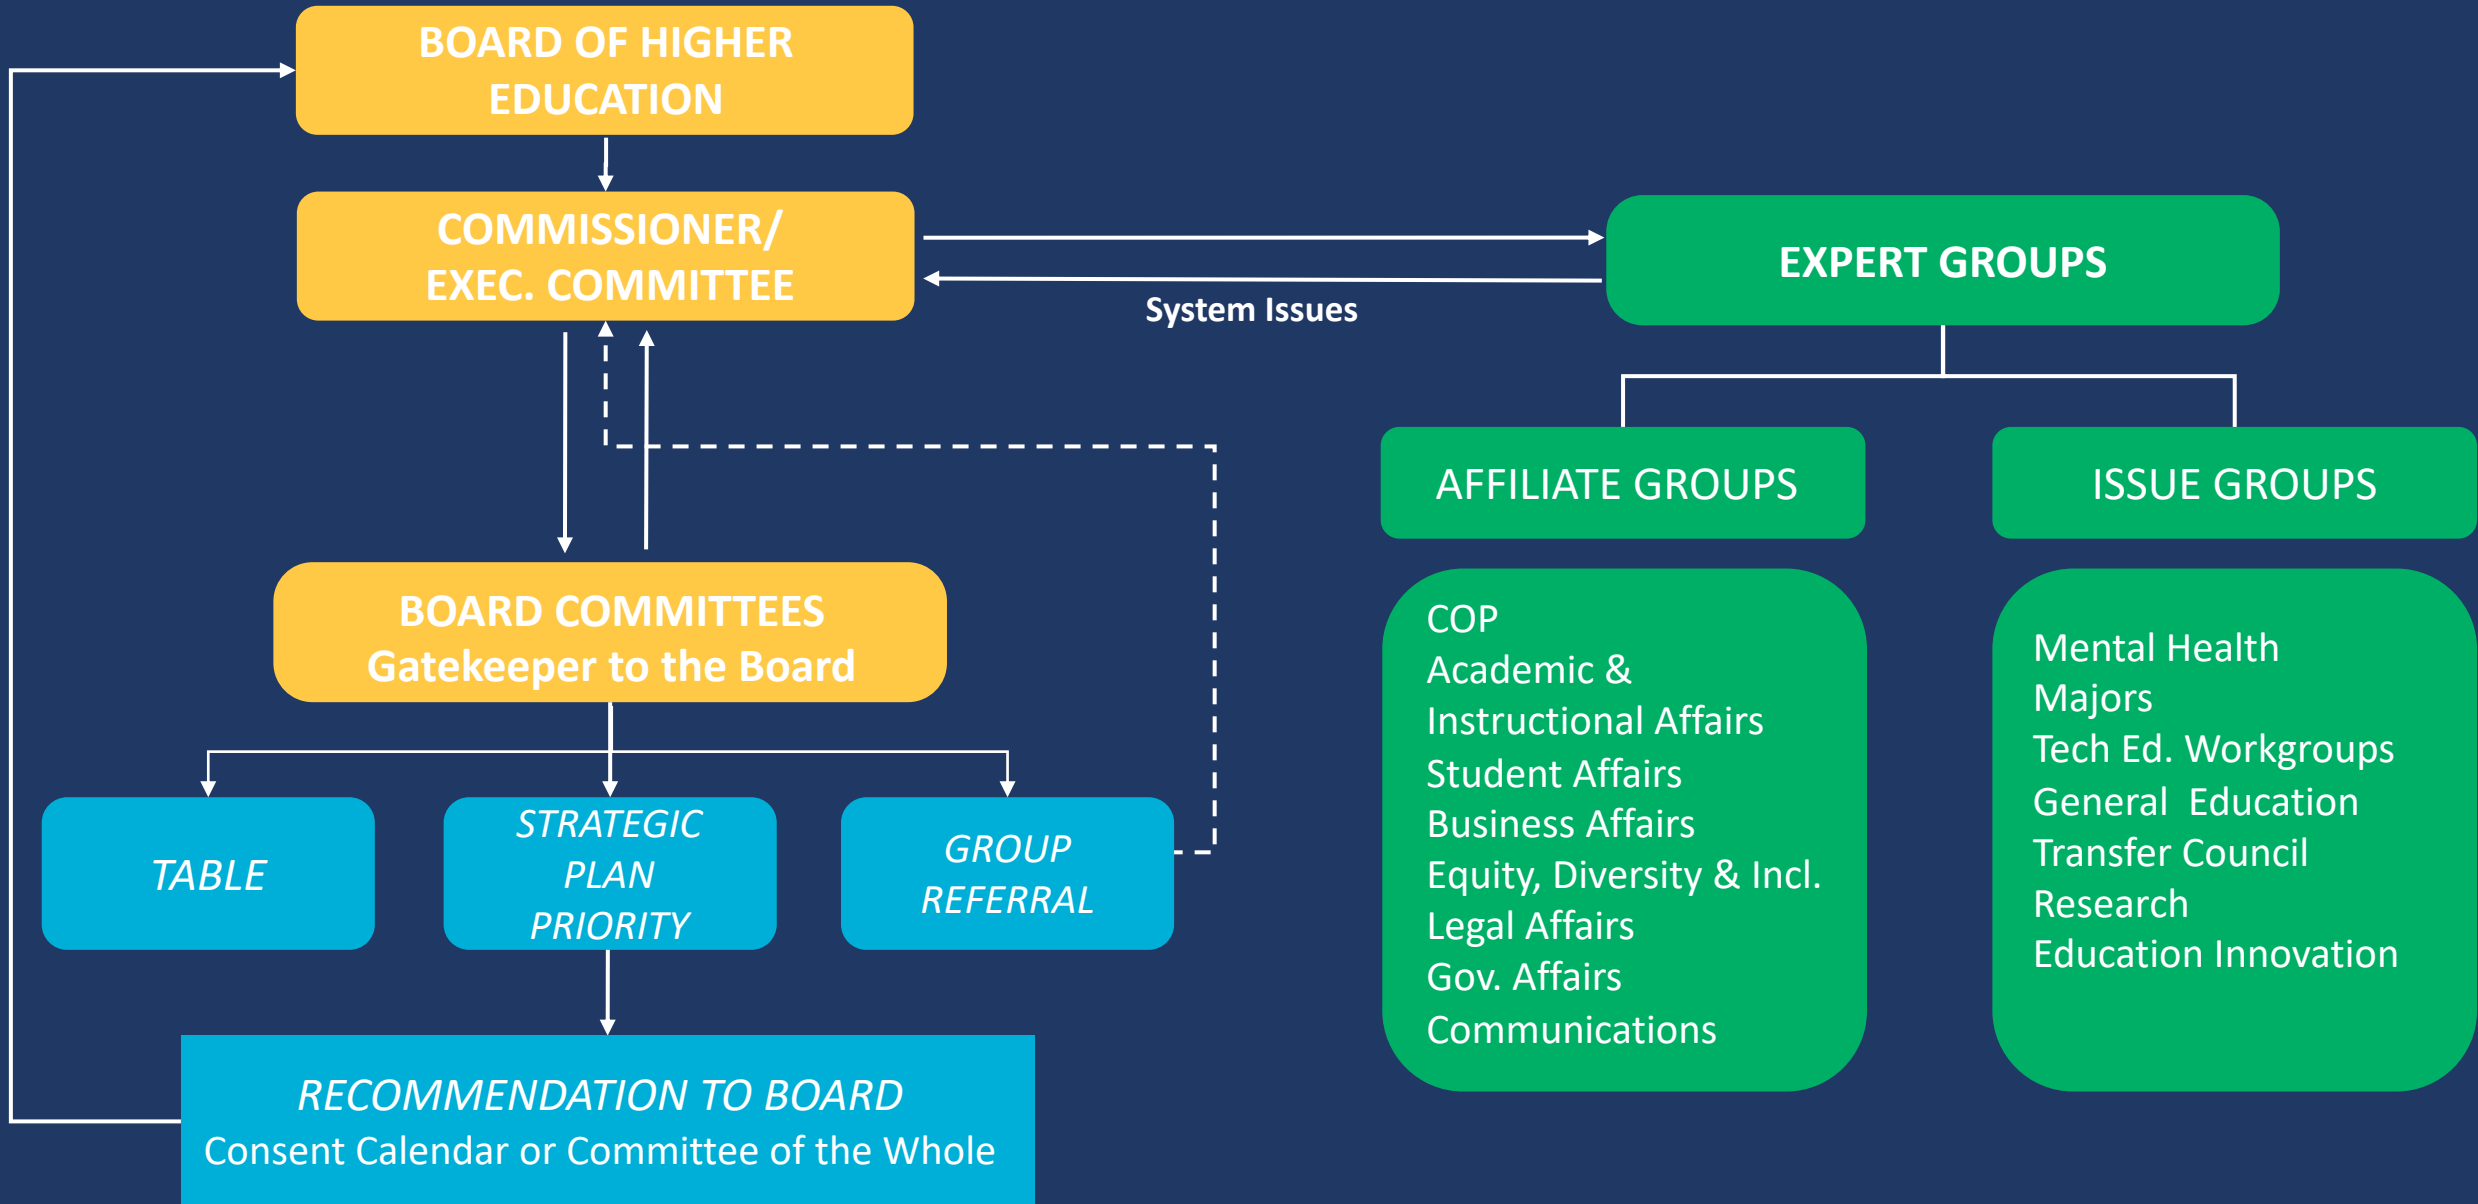 BOARD OF HIGHER
EDUCATION
COMMISSIONER/
EXEC. COMMITTEE
EXPERT GROUPS
System Issues
AFFILIATE GROUPS
ISSUE GROUPS
BOARD COMMITTEES
Gatekeeper to the Board
TABLE
STRATEGIC
PLAN
PRIORITY
GROUP
REFERRAL
RECOMMENDATION TO BOARD
Consent Calendar or Committee of the Whole
COP
Academic &
Instructional Affairs
Student Affairs
Business Affairs
Equity, Diversity & Incl.
Legal Affairs
Gov. Affairs
Communications
Mental Health
Majors
Tech Ed. Workgroups
General  Education
Transfer Council
Research
Education Innovation